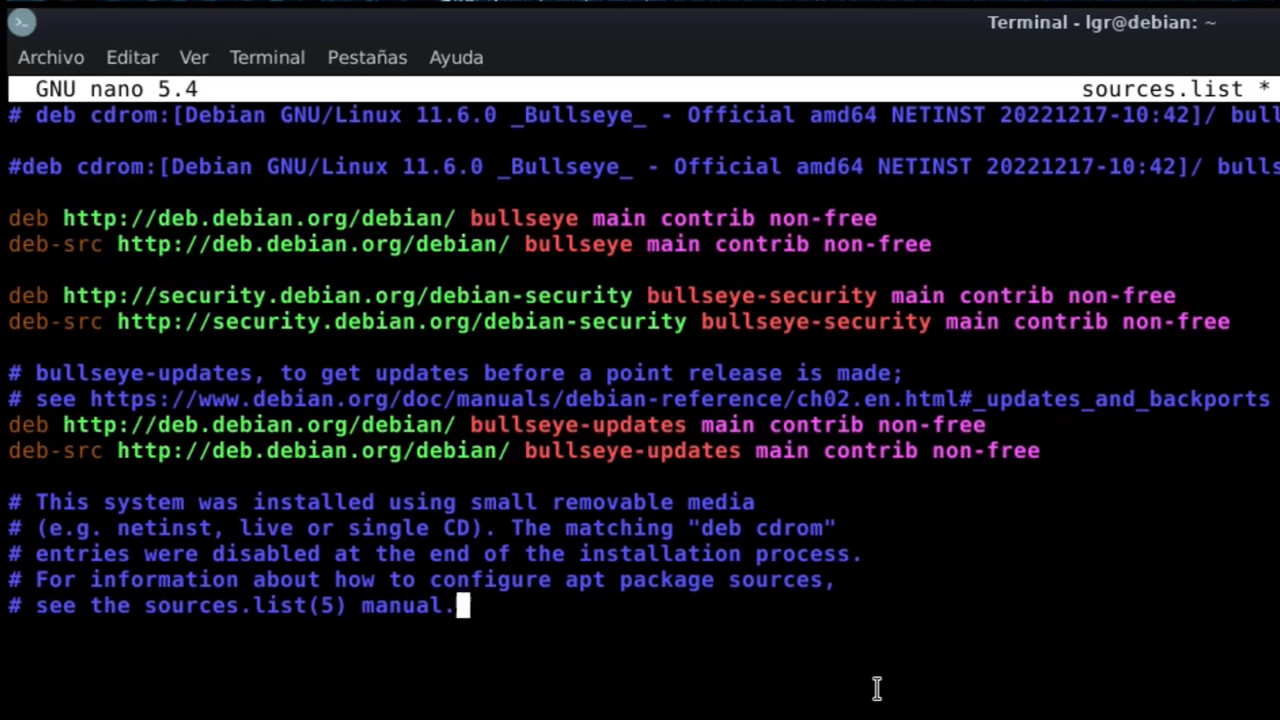 Terminal - lgr@debian: ~
Archivo Editar Ver Terminal Pestañas Ayuda
GNU nano 5.4 sources.list *
# deb cdrom:[Debian GNU/Linux 11.6.0 _Bullseye_ - Official amd64 NETINST 20221217-10:42]/ bull
#deb cdrom:[Debian GNU/Linux 11.6.0 _Bullseye_ - Official amd64 NETINST 20221217-10:42]/ bulls
deb http://deb.debian.org/debian/ bullseye main contrib non-free
deb-src http://deb.debian.org/debian/ bullseye main contrib non-free
deb http://security.debian.org/debian-security bullseye-security main contrib non-free
deb-src http://security.debian.org/debian-security bullseye-security main contrib non-free
# bullseye-updates, to get updates before a point release is made;
# see https://www.debian.org/doc/manuals/debian-reference/ch02.en.html#_updates_and_backports
deb http://deb.debian.org/debian/ bullseye-updates main contrib non-free
deb-src http://deb.debian.org/debian/ bullseye-updates main contrib non-free
# This system was installed using small removable media
# (e.g. netinst, live or single CD). The matching "deb cdrom"
# entries were disabled at the end of the installation process.
# For information about how to configure apt package sources,
# see the sources.list(5) manual.